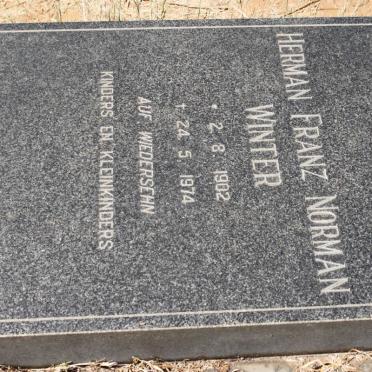 HERMAN FRANZ NORMAN
WINTER
* 2. 8. 1902
† 24. 5. 1974
AUF WIEDERSEHN
KINDERS EN KLEINKINDERS